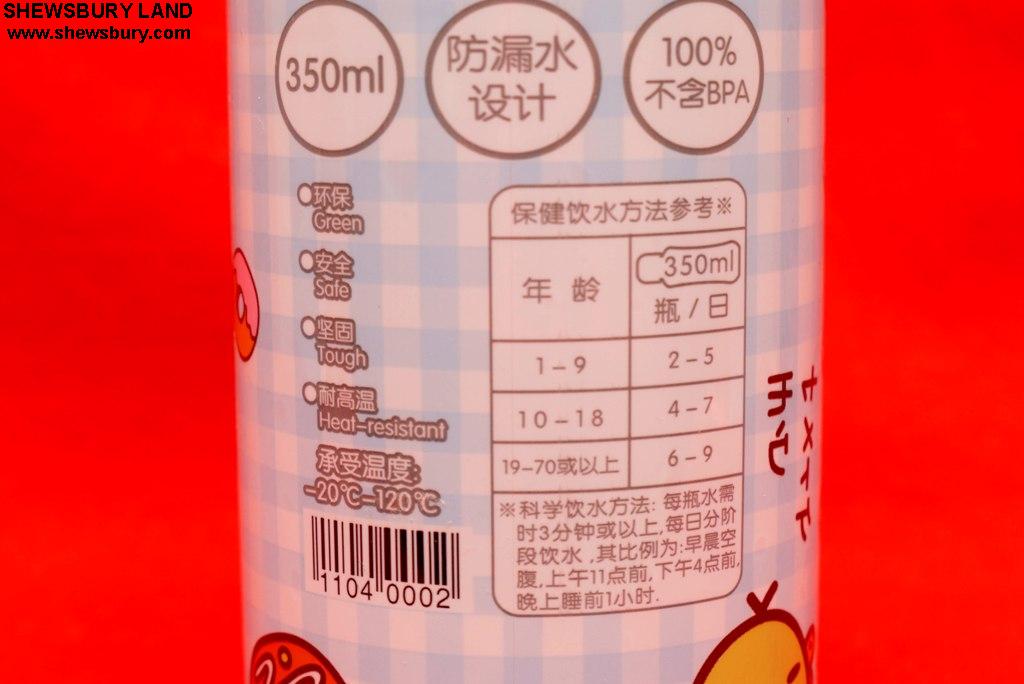 SHEWSBURY LAND
www.shewsbury.com
350ml
防漏水
设计
100%
不含BPA
环保
Green
安全
Safe
坚固
Tough
耐高温
Heat-resistant
承受温度:
-20℃-120℃
1104 0002
保健饮水方法参考※
年 龄
350ml
瓶 / 日
1-9
2-5
10-18
4-7
19-70或以上
6-9
※科学饮水方法: 每瓶水需
时3分钟或以上,每日分阶
段饮水 ,其比例为:早晨空
腹,上午11点前,下午4点前,
晚上睡前1小时.